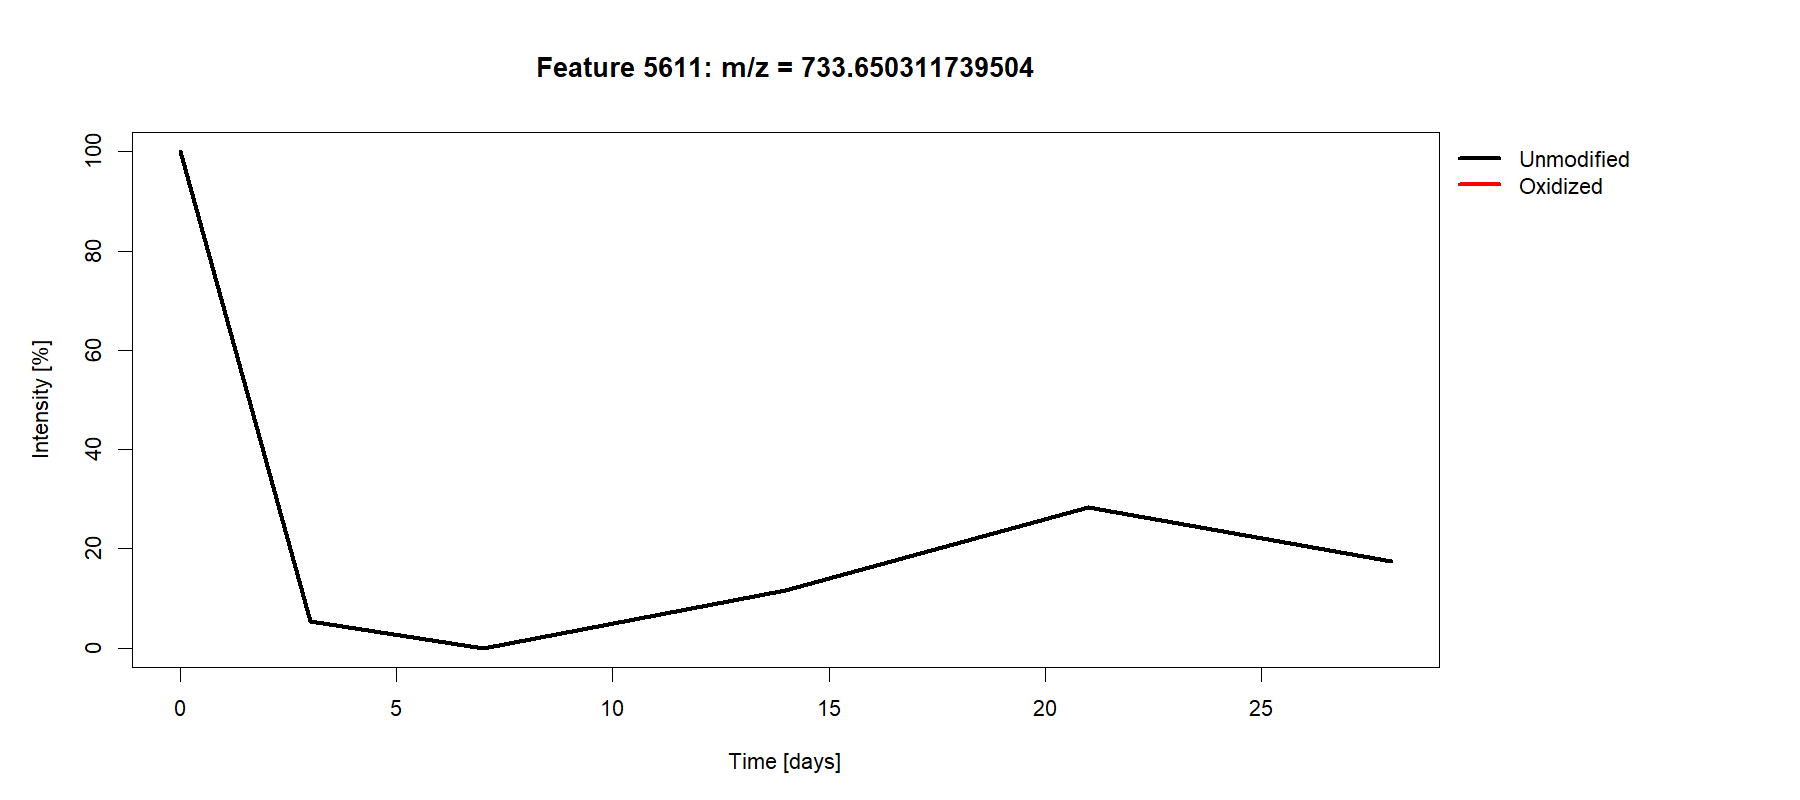 Feature 5611: m/z = 733.650311739504
Unmodified
Oxidized
Intensity [%]
100
80
60
40
20
0
0 5 10 15 20 25
Time [days]